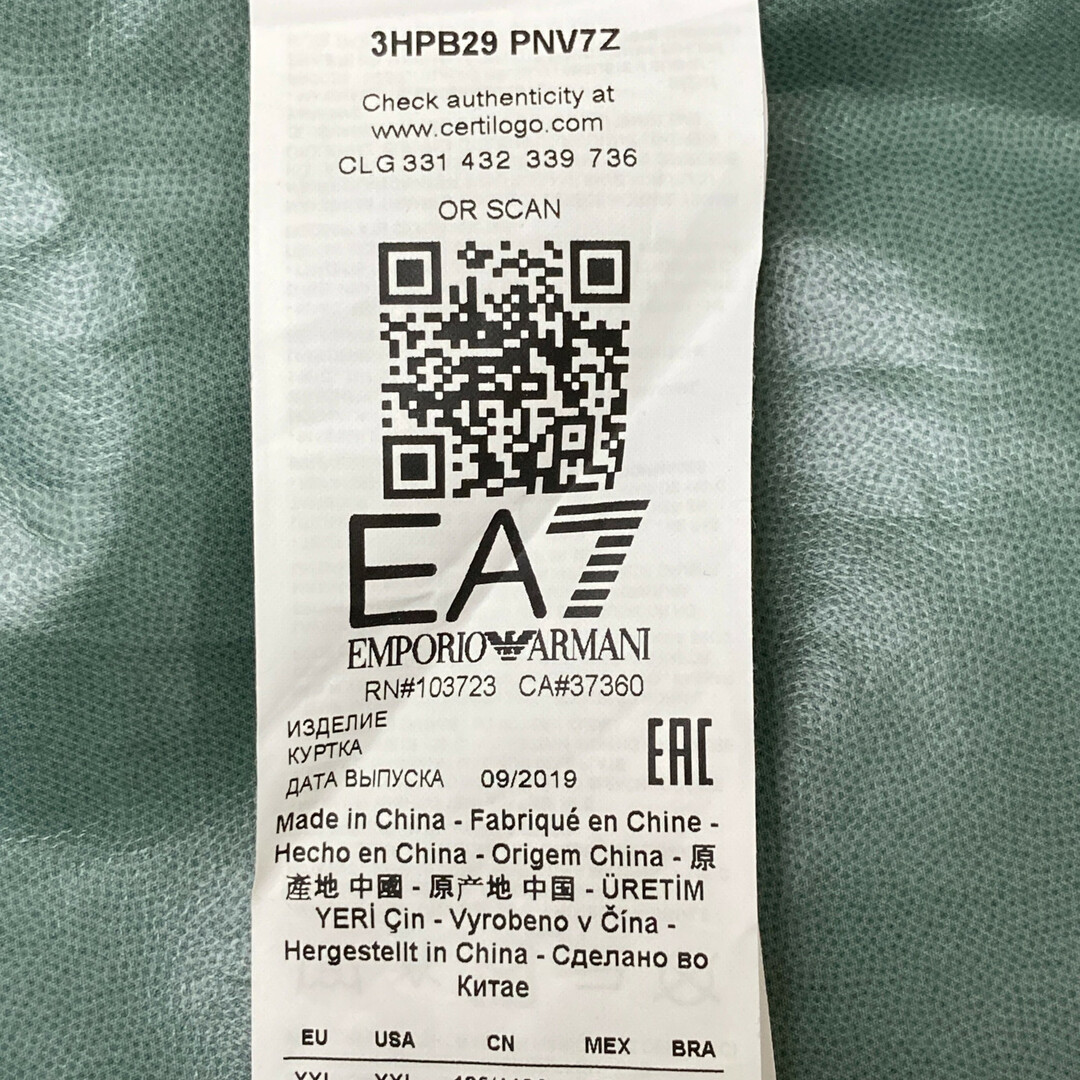 3HPB29 PNV7Z
Check authenticity at
www.certilogo.com
CLG 331 432 339 736
OR SCAN
EA7
EMPORIO ARMANI
RN#103723 CA#37360
ИЗДЕЛИЕ
КУРТКА
ДАТА ВЫПУСКА 09/2019
EAC
Made in China - Fabriqué en Chine -
Hecho en China - Origem China - 原
產地 中國 - 原产地 中国 - ÜRETİM
YERİ Çin - Vyrobeno v Čína -
Hergestellt in China - Сделано во
Китае
EU USA CN MEX BRA
XXL XXL